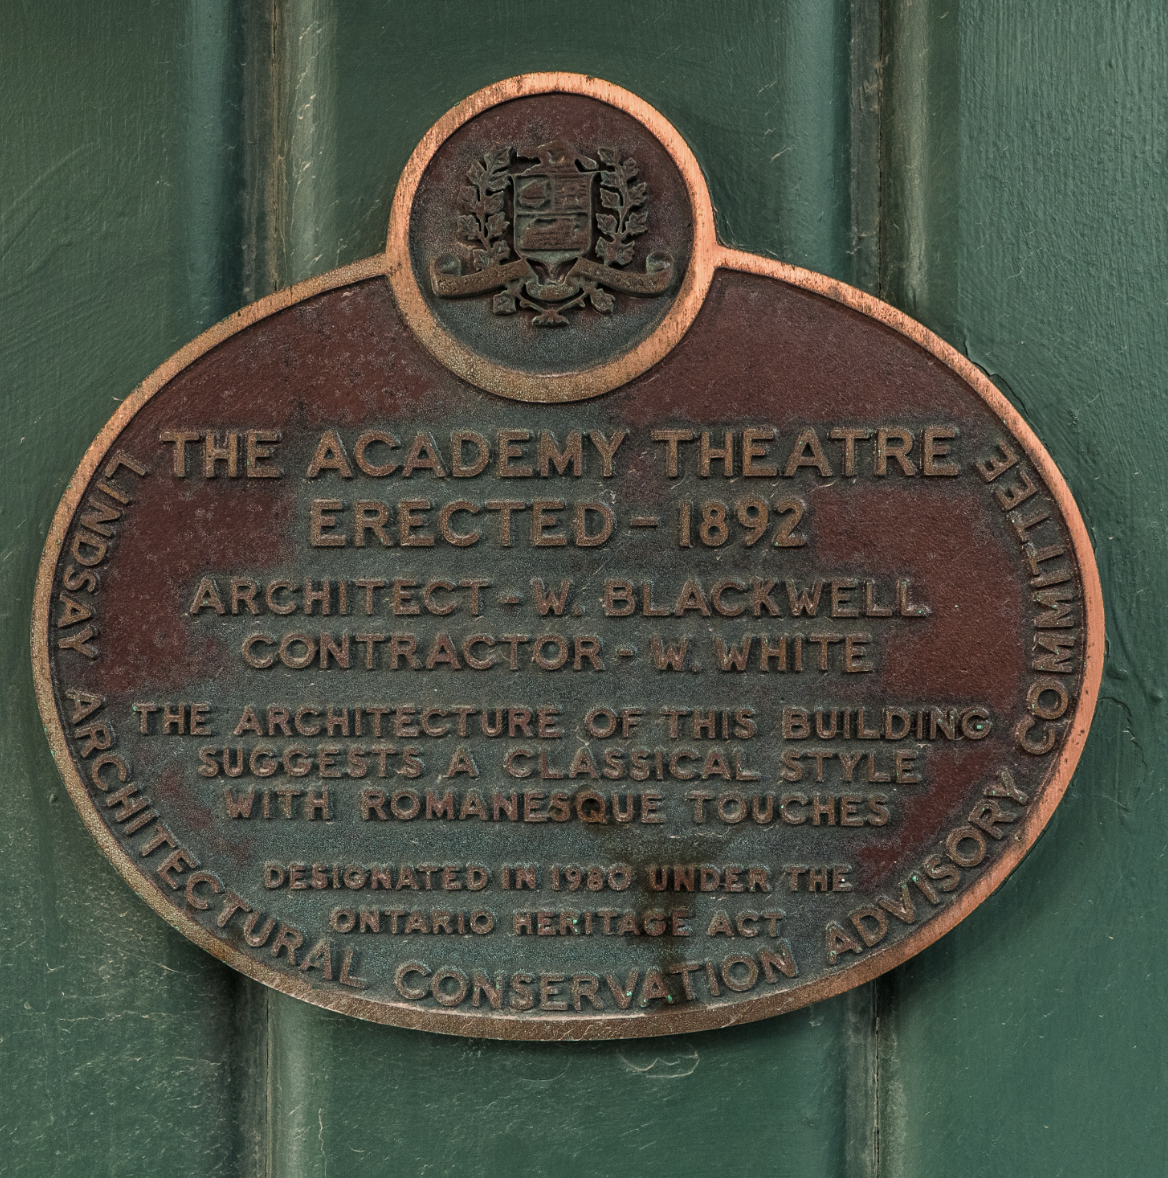 THE ACADEMY THEATRE
ERECTED - 1892
ARCHITECT - W. BLACKWELL
CONTRACTOR - W. WHITE
THE ARCHITECTURE OF THIS BUILDING
SUGGESTS A CLASSICAL STYLE
WITH ROMANESQUE TOUCHES
DESIGNATED IN 1980 UNDER THE
ONTARIO HERITAGE ACT
LINDSAY ARCHITECTURAL CONSERVATION ADVISORY COMMITTEE